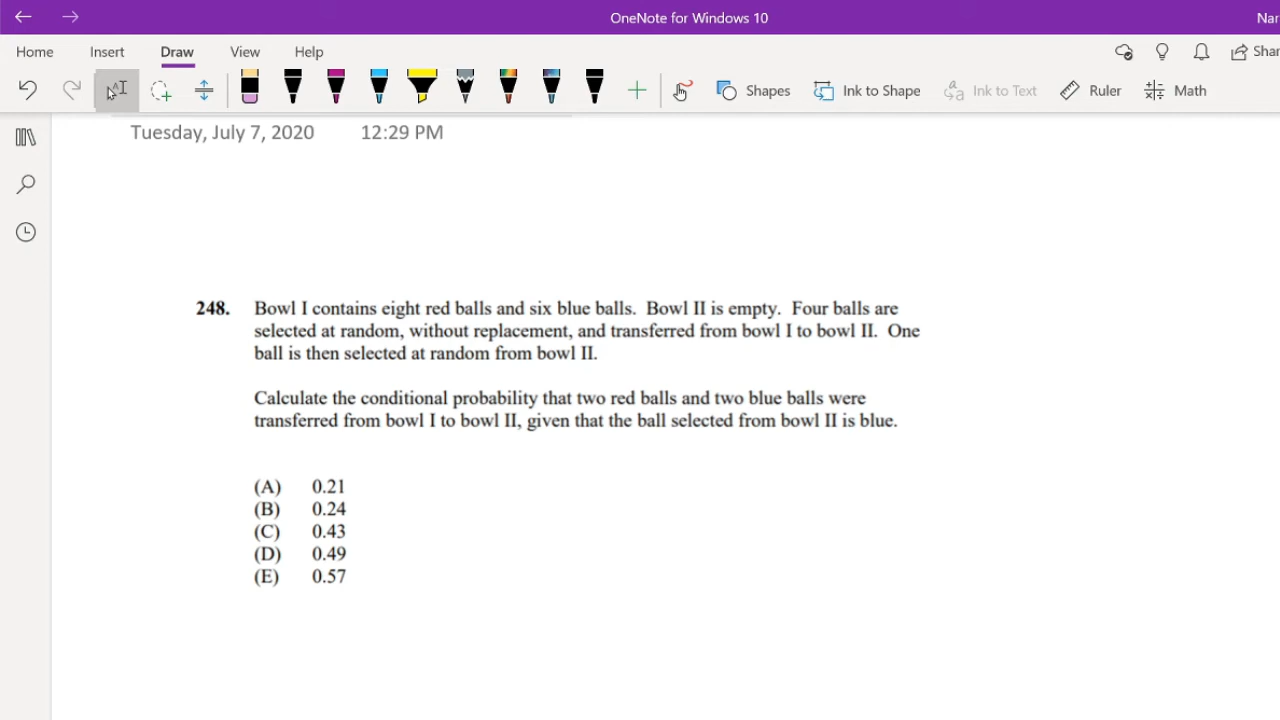 OneNote for Windows 10
Nar
Home Insert Draw View Help
Shar
Shapes Ink to Shape Ink to Text Ruler Math
Tuesday, July 7, 2020 12:29 PM
248. Bowl I contains eight red balls and six blue balls. Bowl II is empty. Four balls are
selected at random, without replacement, and transferred from bowl I to bowl II. One
ball is then selected at random from bowl II.
Calculate the conditional probability that two red balls and two blue balls were
transferred from bowl I to bowl II, given that the ball selected from bowl II is blue.
(A) 0.21
(B) 0.24
(C) 0.43
(D) 0.49
(E) 0.57